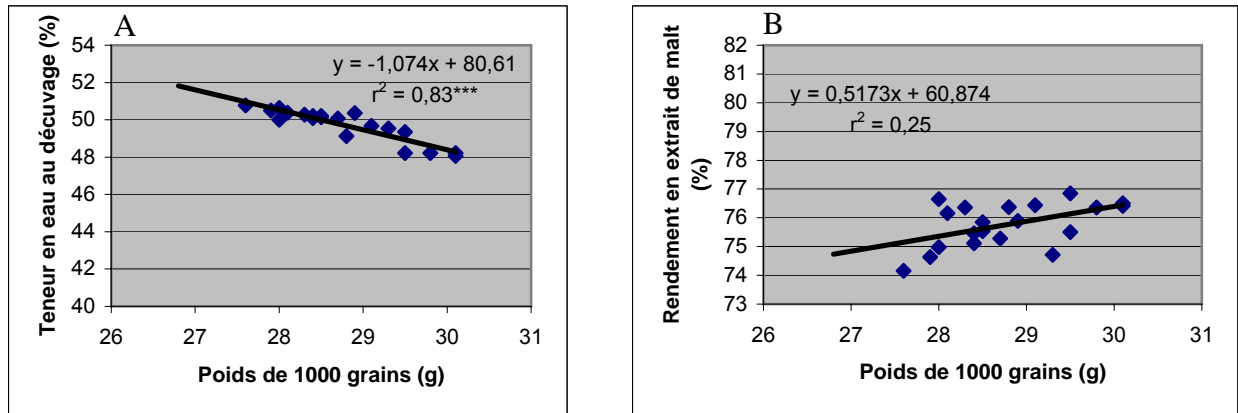 A
Teneur en eau au décuvage (%)
54
52
50
48
46
44
42
40
y = -1,074x + 80,61
r² = 0,83***
26 27 28 29 30 31
Poids de 1000 grains (g)
B
Rendement en extrait de malt
(%)
82
81
80
79
78
77
76
75
74
73
y = 0,5173x + 60,874
r² = 0,25
26 27 28 29 30 31
Poids de 1000 grains (g)